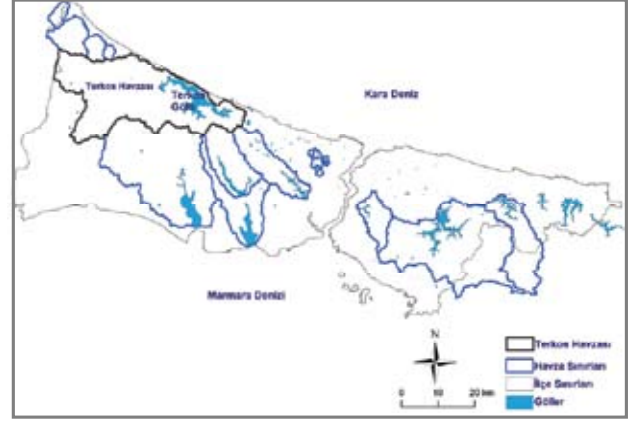 Terkos Havzası
Terkos
Gölü
Kara Deniz
Marmara Denizi
N
Terkos Havzası
Havza Sınırları
İlçe Sınırları
Göller
0 10 20 km